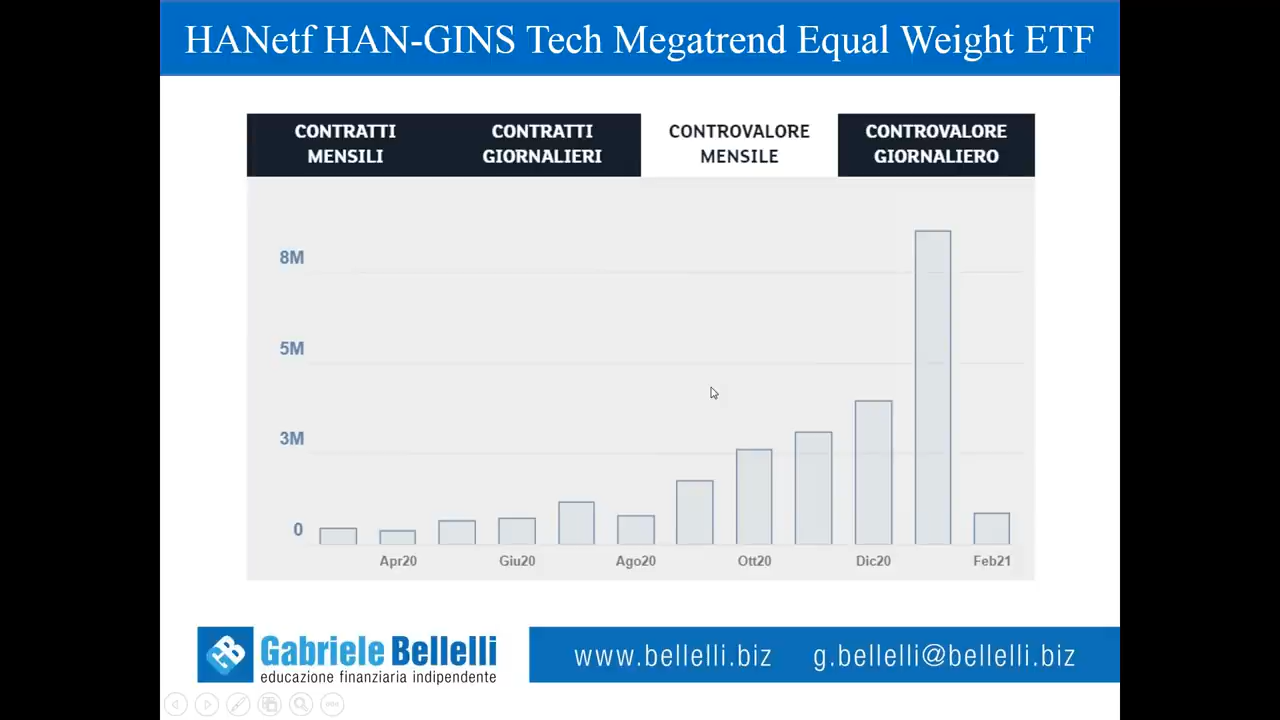 HANetf HAN-GINS Tech Megatrend Equal Weight ETF
CONTRATTI MENSILI
CONTRATTI GIORNALIERI
CONTROVALORE MENSILE
CONTROVALORE GIORNALIERO
8M
5M
3M
0
Apr20 Giu20 Ago20 Ott20 Dic20 Feb21
Gabriele Bellelli
educazione finanziaria indipendente
www.bellelli.biz g.bellelli@bellelli.biz